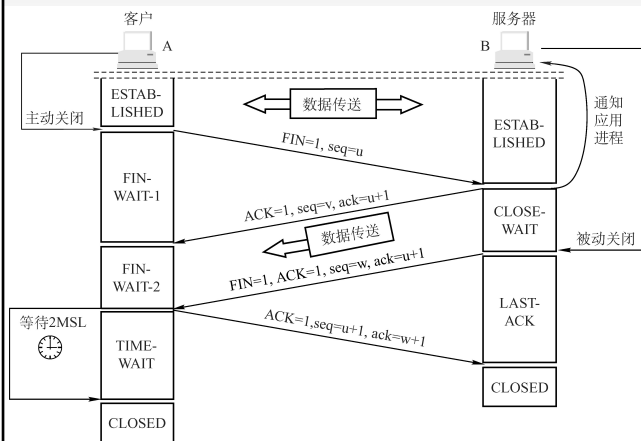 客户
服务器
A
B
ESTAB-
LISHED
数据传送
ESTAB-
LISHED
通知
应用
进程
主动关闭
FIN=1, seq=u
FIN-
WAIT-1
ACK=1, seq=v, ack=u+1
CLOSE-
WAIT
数据传送
被动关闭
FIN-
WAIT-2
FIN=1, ACK=1, seq=w, ack=u+1
LAST-
ACK
等待2MSL
ACK=1,seq=u+1, ack=w+1
TIME-
WAIT
CLOSED
CLOSED